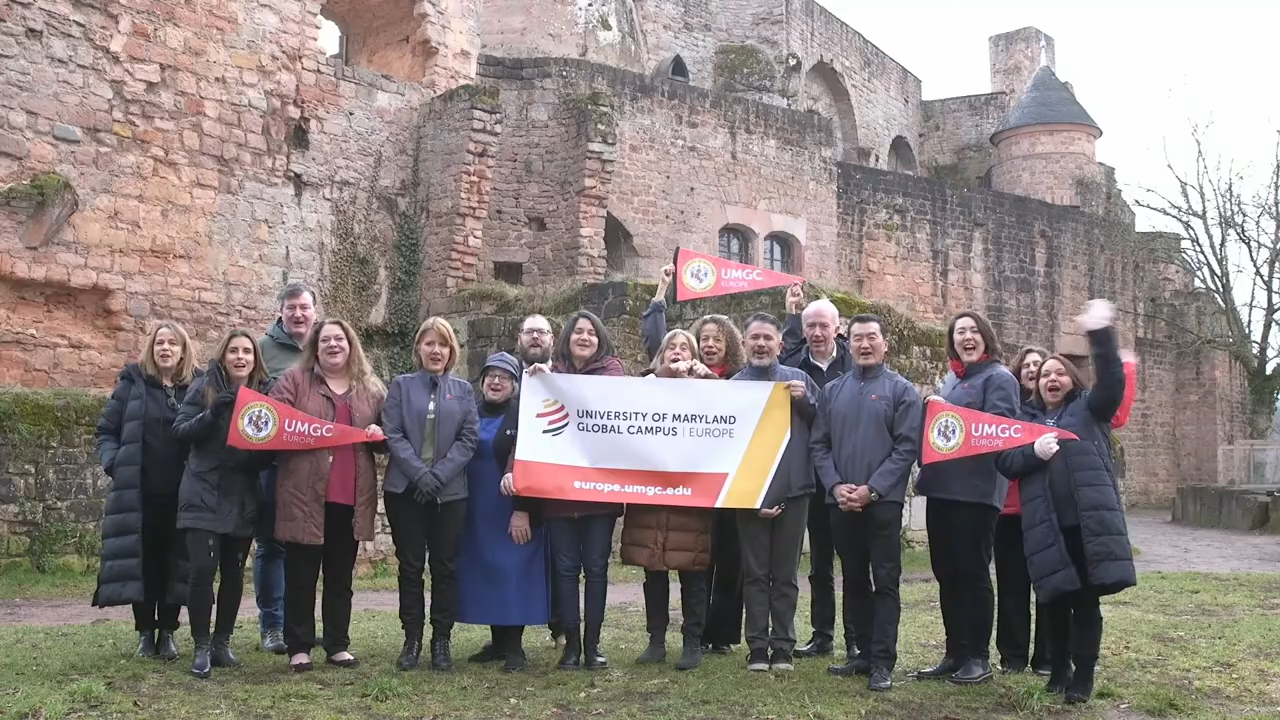 UMGC
EUROPE
UMGC
EUROPE
UNIVERSITY OF MARYLAND
GLOBAL CAMPUS | EUROPE
europe.umgc.edu
UMGC
EUROPE